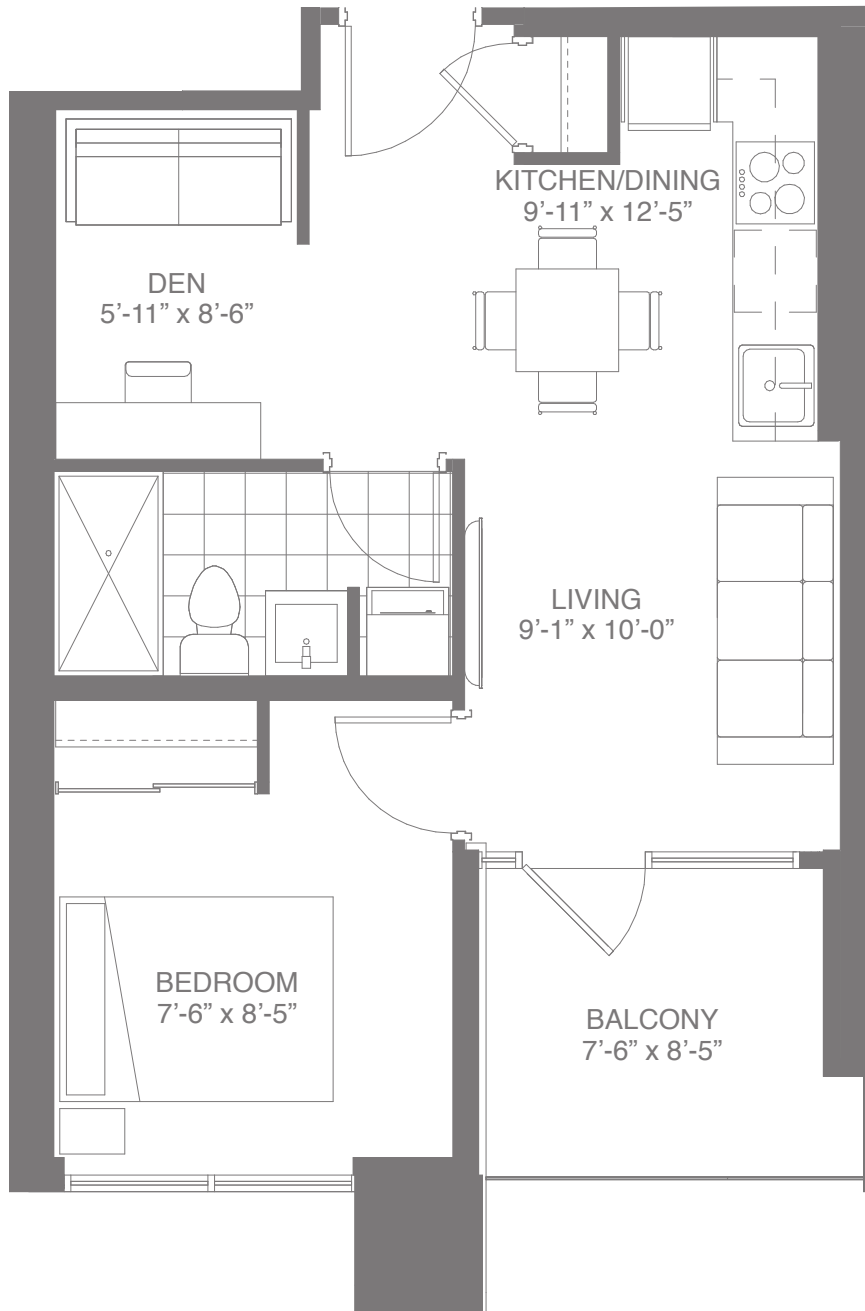 KITCHEN/DINING
9’-11” x 12’-5”
DEN
5’-11” x 8’-6”
LIVING
9’-1” x 10’-0”
BEDROOM
7’-6” x 8’-5”
BALCONY
7’-6” x 8’-5”